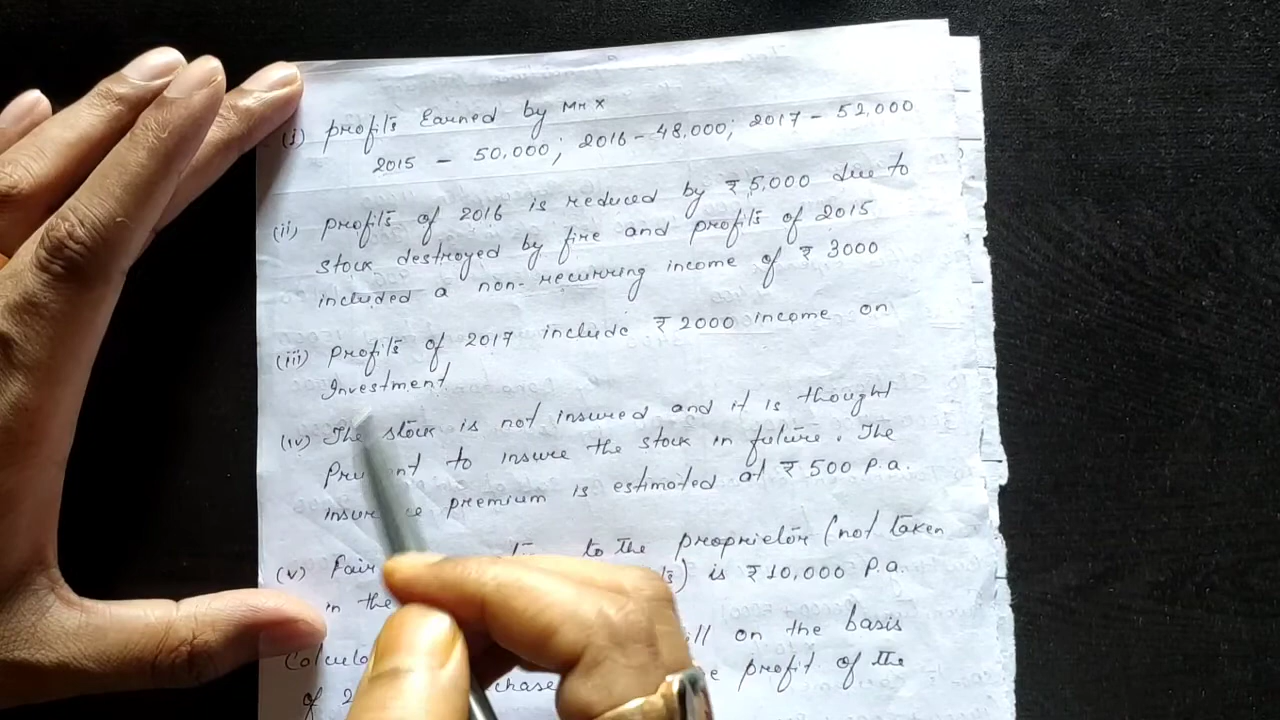 (i) profits Earned by Mr X
2015 - 50,000; 2016-48,000; 2017-52,000
(ii) profits of 2016 is reduced by ₹5,000 due to
stock destroyed by fire and profits of 2015
included a non-recurring income of ₹ 3000
(iii) profits of 2017 include ₹2000 income on
Investment
(iv) The stock is not insured and it is thought
to insure the stock in future. The
premium is estimated at ₹500 P.a.
(v) Fair to the proprietor (not taken
in the is ₹10,000 P.a.
on the basis
of profit of the